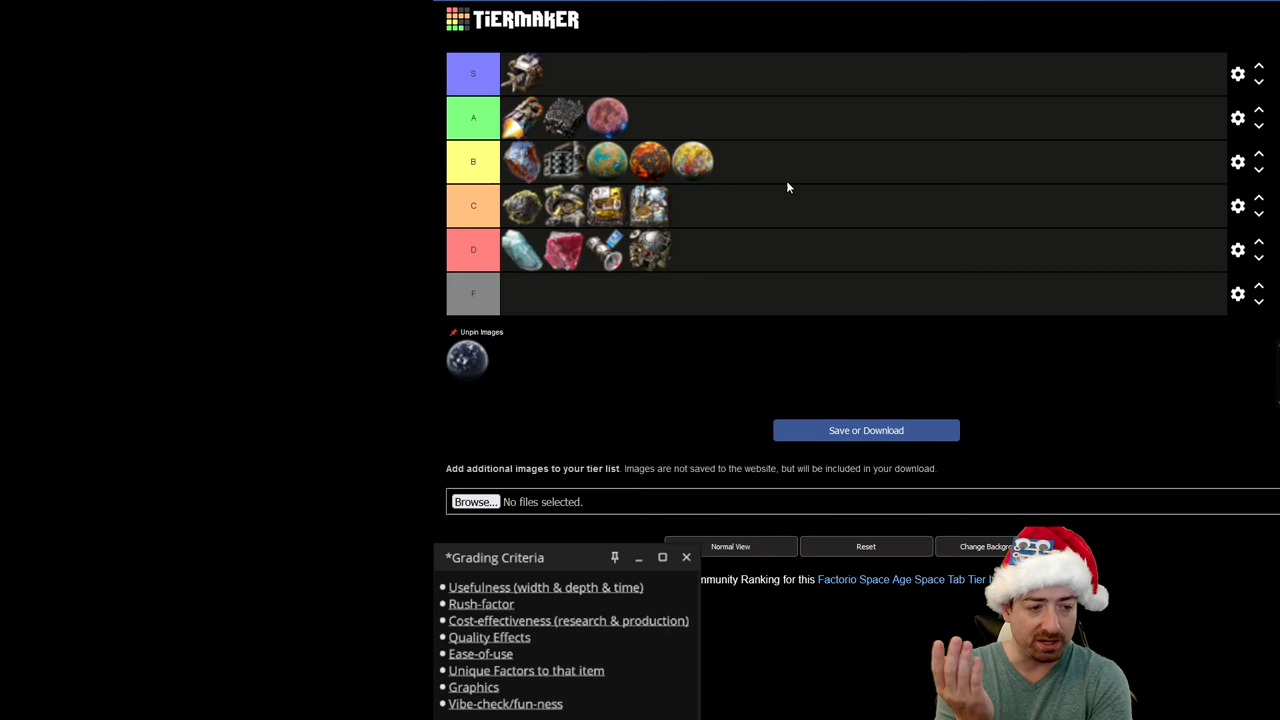 TiERMAKER
S
A
B
C
D
F
Unpin Images
Save or Download
Add additional images to your tier list. Images are not saved to the website, but will be included in your download.
Browse... No files selected.
Normal View
Reset
Change Backgr
mmunity Ranking for this Factorio Space Age Space Tab Tier
*Grading Criteria
Usefulness (width & depth & time)
Rush-factor
Cost-effectiveness (research & production)
Quality Effects
Ease-of-use
Unique Factors to that item
Graphics
Vibe-check/fun-ness